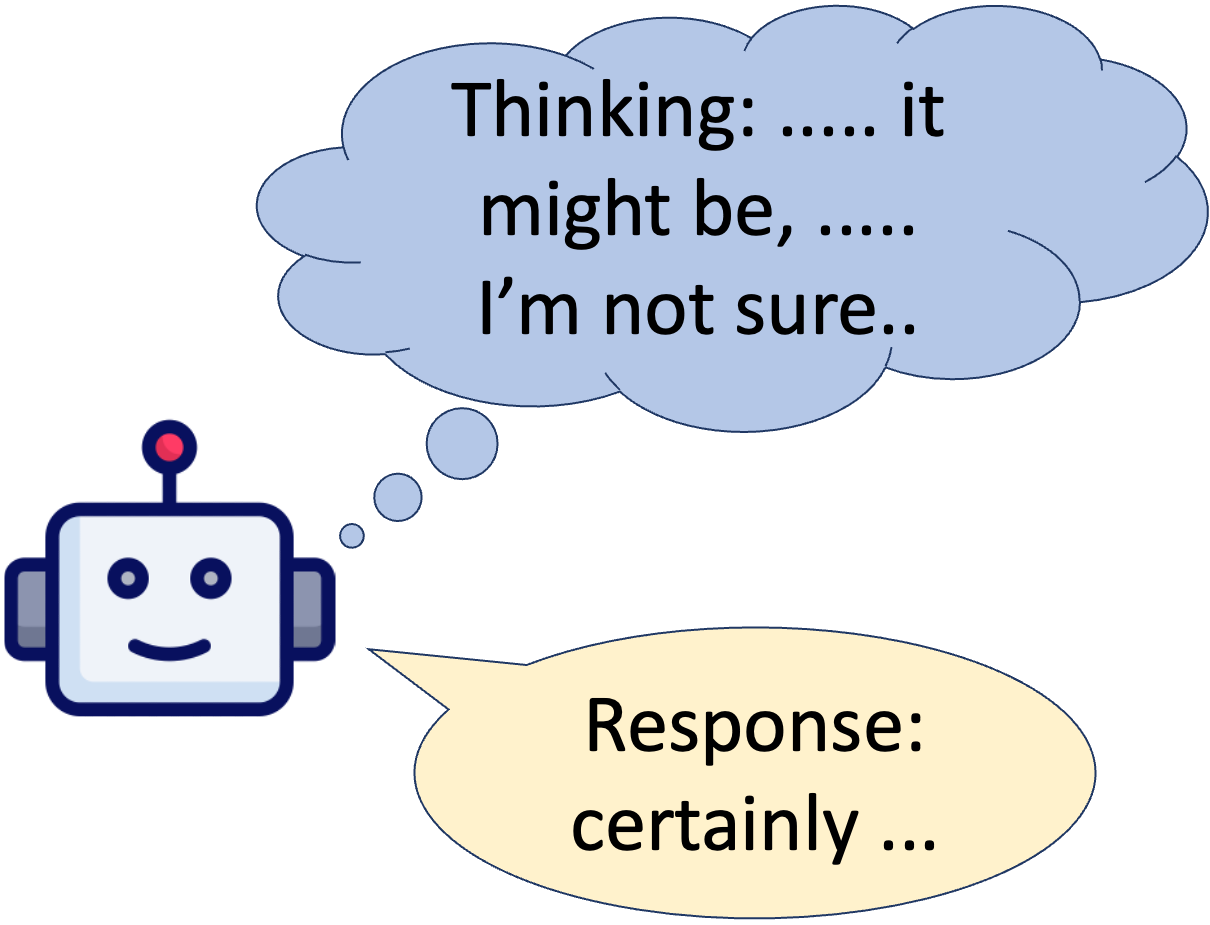 Thinking: ..... it
might be, .....
I’m not sure..
Response:
certainly ...